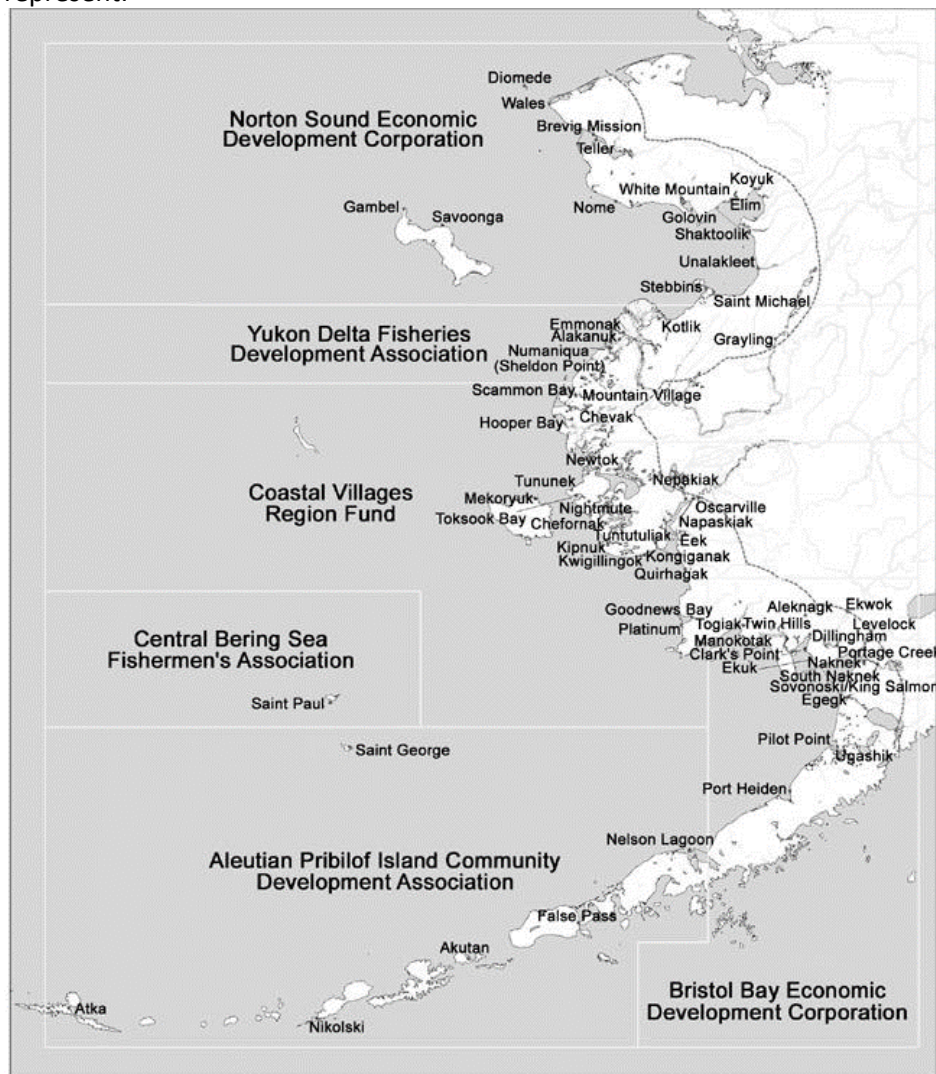 represent.
Diomede
Wales
Norton Sound Economic
Development Corporation
Brevig Mission
Teller
Koyuk
White Mountain
Elim
Nome
Golovin
Gambel
Savoonga
Shaktoolik
Unalakleet
Stebbins
Saint Michael
Yukon Delta Fisheries
Development Association
Emmonak
Kotlik
Alakanuk
Grayling
Numaniqua
(Sheldon Point)
Scammon Bay
Mountain Village
Chevak
Hooper Bay
Newtok
Coastal Villages
Region Fund
Tununek
Nepakiak
Mekoryuk
Nightmute
Oscarville
Toksook Bay
Chefornak
Napaskiak
Tuntutuliak
Eek
Kipnuk
Kongiganak
Kwigillingok
Quirhagak
Goodnews Bay
Aleknagk
Ekwok
Platinum
Togiak
Twin Hills
Levelock
Manokotak
Dillingham
Clark's Point
Portage Creek
Ekuk
Naknek
South Naknek
Sovonoski/King Salmon
Egegk
Central Bering Sea
Fishermen's Association
Saint Paul
Saint George
Pilot Point
Ugashik
Port Heiden
Nelson Lagoon
Aleutian Pribilof Island Community
Development Association
False Pass
Akutan
Atka
Nikolski
Bristol Bay Economic
Development Corporation